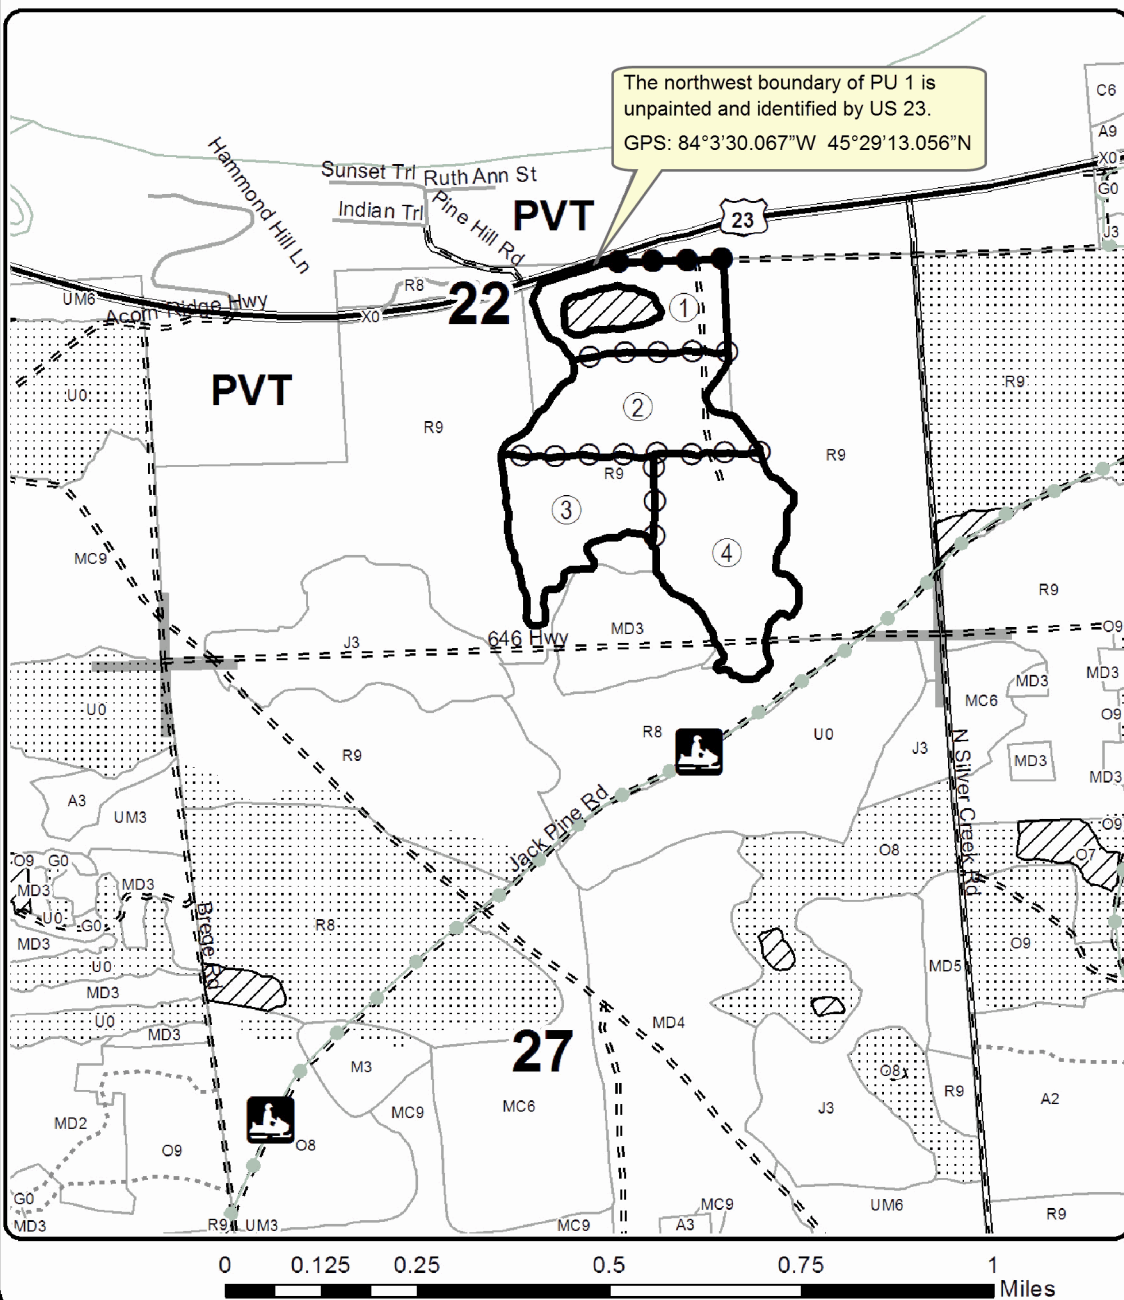 The northwest boundary of PU 1 is
unpainted and identified by US 23.
GPS: 84°3'30.067"W 45°29'13.056"N
C6
A9
X0
G0
J3
Hammond Hill Ln
Sunset Trl
Ruth Ann St
Indian Trl
Pine Hill Rd
PVT
23
UM6
Acorn Ridge Hwy
R8
X0
22
1
PVT
U0
R9
2
R9
R9
R9
3
4
MC9
R9
646 Hwy
MD3
J3
O9
U0
R9
R8
U0
J3
MC6
MD3
MD3
O9
MD3
MD3
N Silver Creek Rd
A3
UM3
Jack Pine Rd
O8
O9
O7
O9
G0
MD3
MD3
U0
G0
MD3
Brege Rd
R8
U0
MD3
U0
MD3
MD5
O9
27
MD4
M3
MC9
MC6
O8
J3
R9
A2
MD2
O9
O8
G0
MD3
R9
UM3
MC9
A3
MC9
UM6
R9
0 0.125 0.25 0.5 0.75 1
Miles